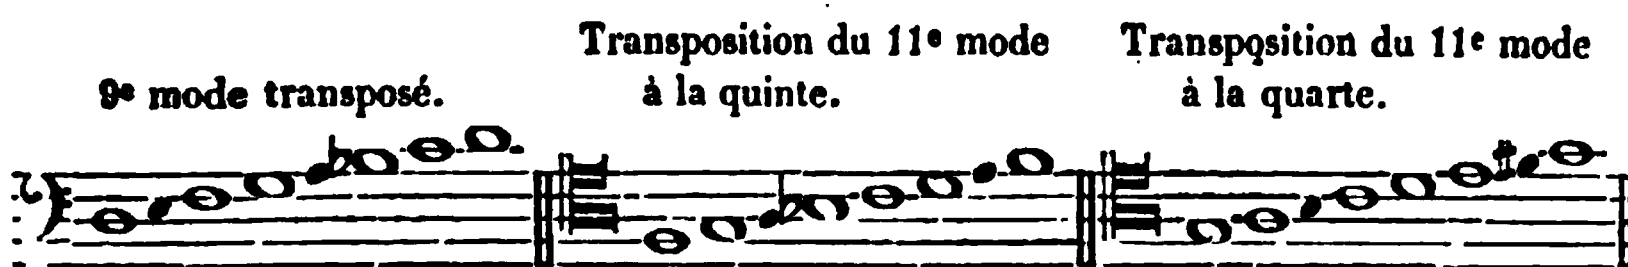 9e mode transposé.
Transposition du 11e mode
à la quinte.
Transposition du 11e mode
à la quarte.